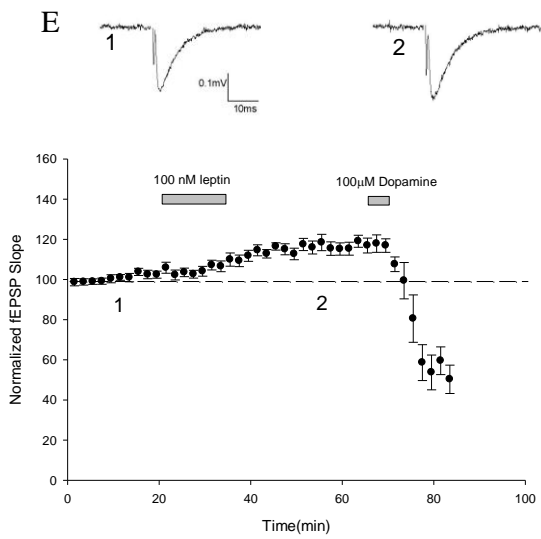 E
1
2
0.1mV
10ms
160
140
120
100
80
60
40
20
0
Normalized fEPSP Slope
100 nM leptin
100μM Dopamine
1
2
0 20 40 60 80 100
Time(min)